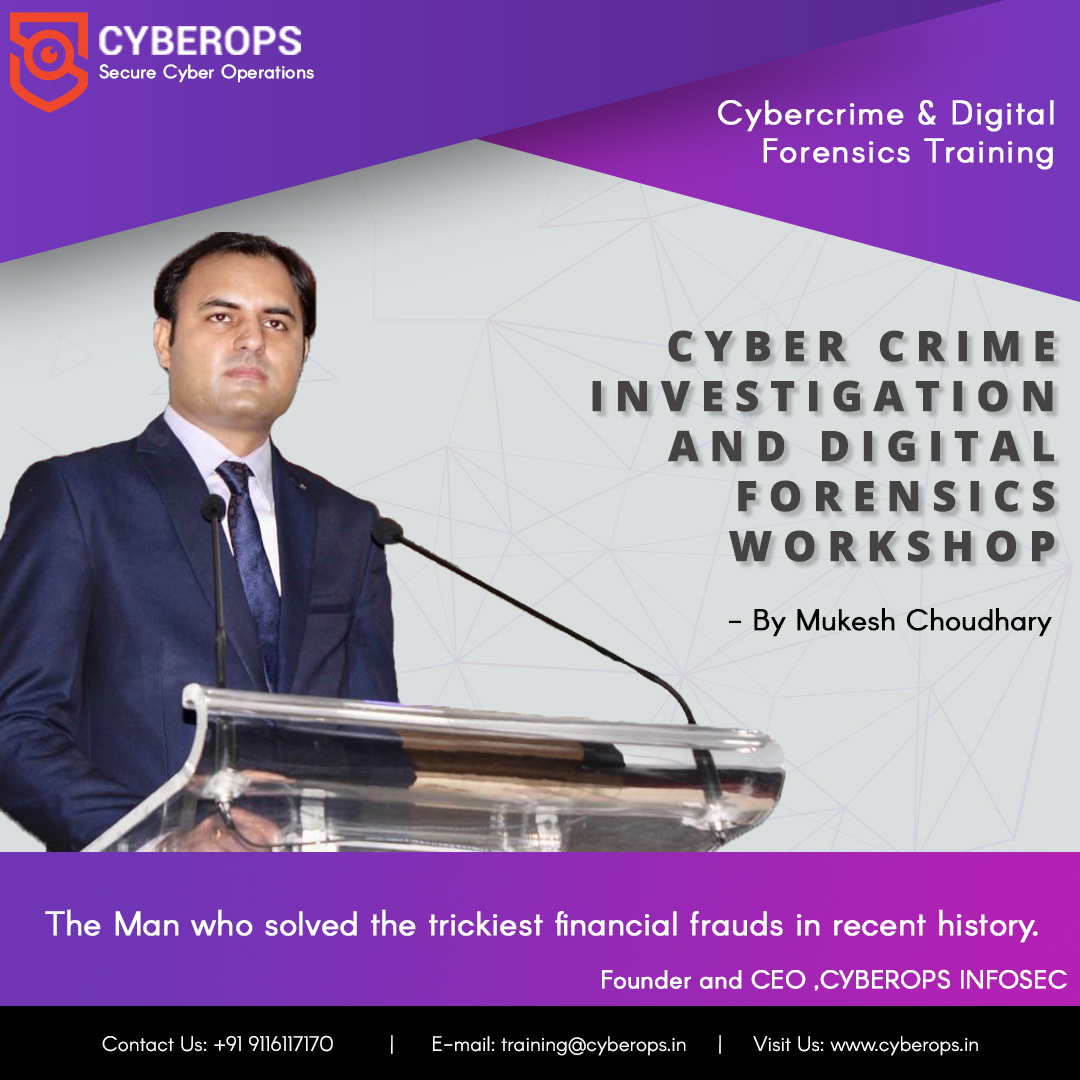 CYBEROPS
Secure Cyber Operations
Cybercrime & Digital
Forensics Training
CYBER CRIME
INVESTIGATION
AND DIGITAL
FORENSICS
WORKSHOP
- By Mukesh Choudhary
The Man who solved the trickiest financial frauds in recent history.
Founder and CEO ,CYBEROPS INFOSEC
Contact Us: +91 9116117170 | E-mail: training@cyberops.in | Visit Us: www.cyberops.in